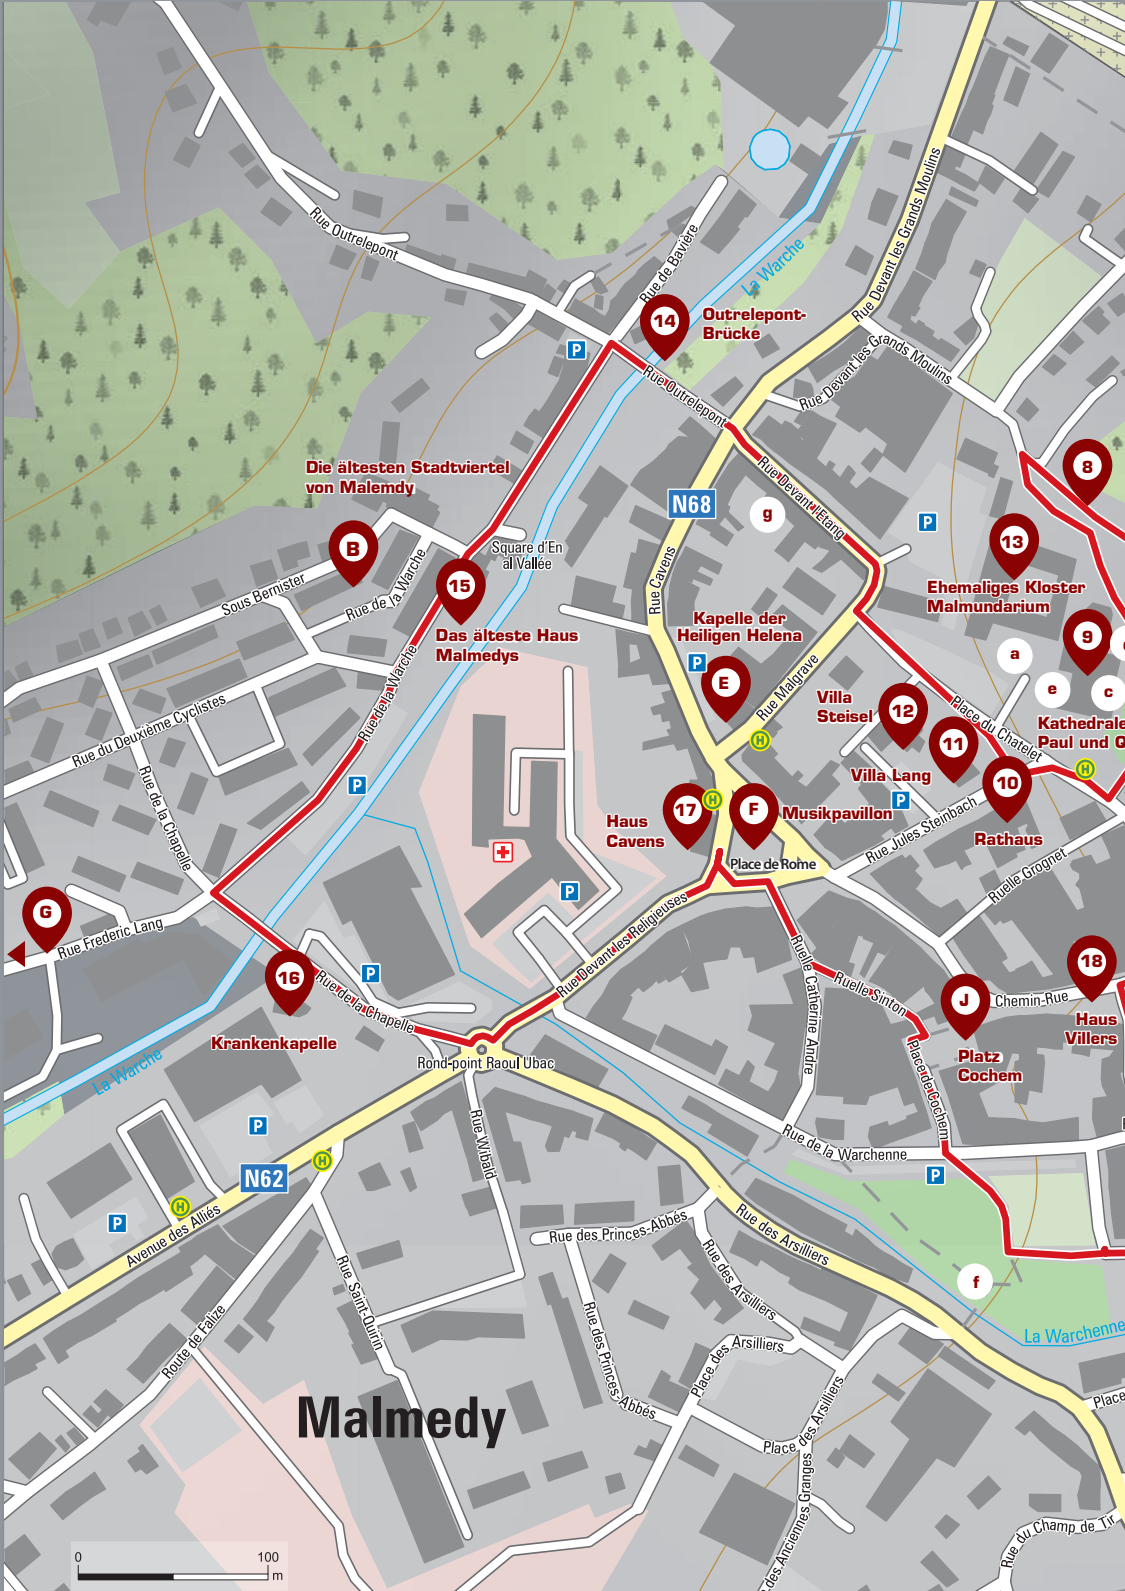 Rue Outrelepont
Rue de Bavière
La Warche
Rue Devant les Grands Moulins
Rue Devant les Grands Moulins
Rue Devant les Grands Moulins
14
Outrelepont-
Brücke
P
Rue Outrelepont
8
Die ältesten Stadtviertel
von Malemdy
Rue Devant l'Etang
N68
g
P
13
B
Square d'En
al Vallée
Ehemaliges Kloster
Malmundarium
Sous Bernister
Rue de la Warche
15
Rue Cavens
Kapelle der
Heiligen Helena
9
Das älteste Haus
Malmedys
a
P
E
Rue Malgrave
e
c
Villa
Steisel
12
Place du Chatelet
Kathedrale
Paul und Q
Rue de la Warche
Rue du Deuxième Cyclistes
H
11
H
Villa Lang
10
Rue de la Chapelle
P
P
Haus
Cavens
17
H
F
Musikpavillon
Rue Jules Steinbach
Rathaus
Place de Rome
P
Ruelle Grognet
G
Rue Frederic Lang
Rue Devant les Religieuses
16
P
Rue de la Chapelle
Ruelle Catherine Andre
Ruelle Sinton
18
J
Chemin-Rue
Krankenkapelle
Haus
Villers
Rond-point Raoul Ubac
Platz
Cochem
Place de Cochem
La Warche
Rue Wibald
P
Rue de la Warchenne
H
N62
P
H
P
Avenue des Alliés
Rue des Princes-Abbés
Rue des Arsilliers
Rue des Arsilliers
Rue Saint-Quirin
f
Route de Falize
Rue des Princes-Abbés
La Warchenne
Place des Arsilliers
Place des Arsilliers
Malmedy
Place
des Anciennes Granges
Rue du Champ de Tir
0
100
m